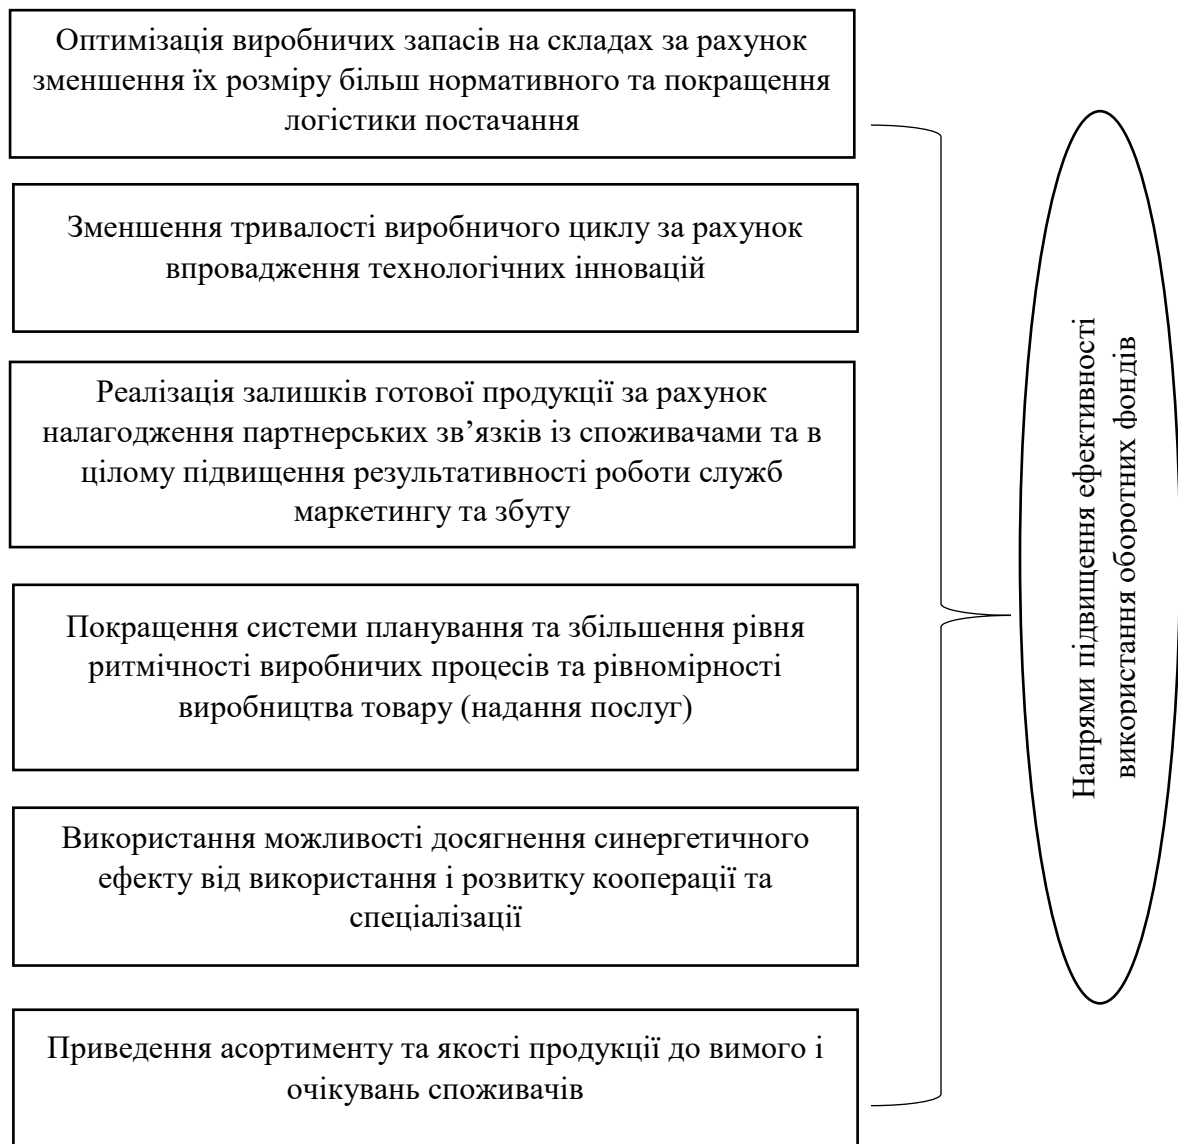 Оптимізація виробничих запасів на складах за рахунок
зменшення їх розміру більш нормативного та покращення
логістики постачання
Зменшення тривалості виробничого циклу за рахунок
впровадження технологічних інновацій
Реалізація залишків готової продукції за рахунок
налагодження партнерських зв’язків із споживачами та в
цілому підвищення результативності роботи служб
маркетингу та збуту
Покращення системи планування та збільшення рівня
ритмічності виробничих процесів та рівномірності
виробництва товару (надання послуг)
Використання можливості досягнення синергетичного
ефекту від використання і розвитку кооперації та
спеціалізації
Приведення асортименту та якості продукції до вимого і
очікувань споживачів
Напрями підвищення ефективності
використання оборотних фондів